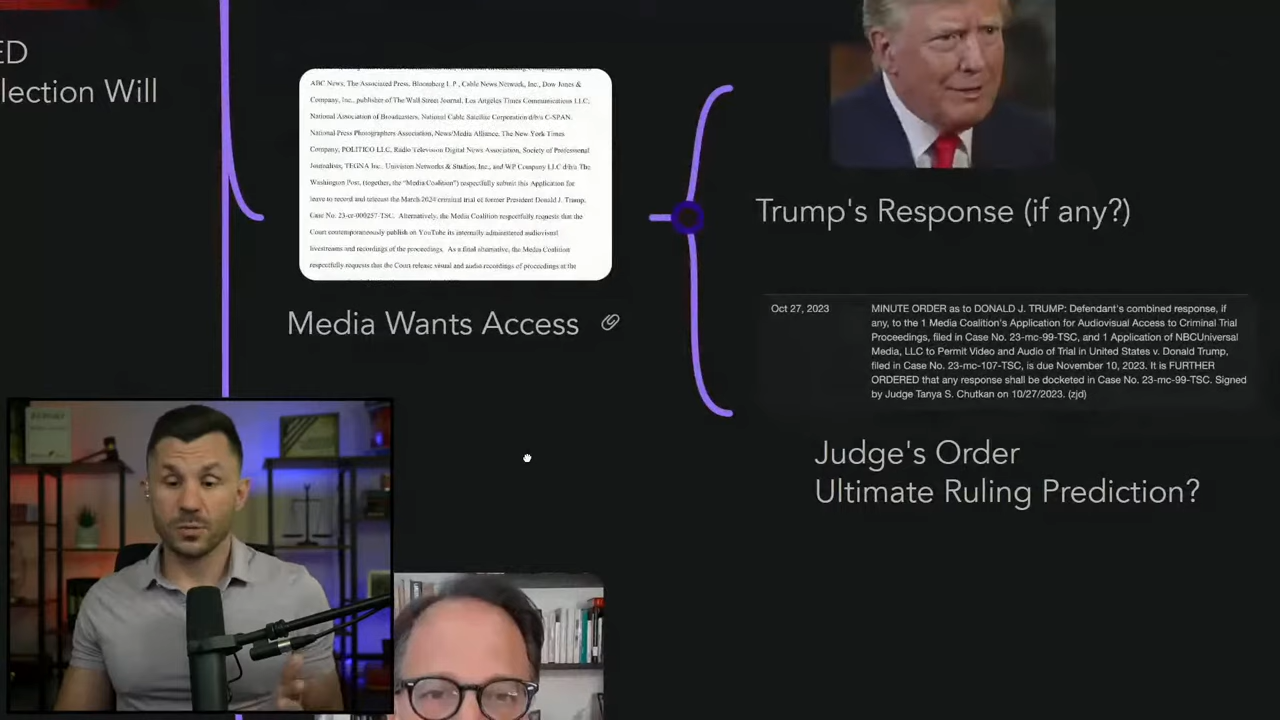 ED
lection Will
ABC News, The Associated Press, Bloomberg L.P., Cable News Network, Inc., Dow Jones &
Company, Inc., publisher of The Wall Street Journal, Los Angeles Times Communications LLC,
National Association of Broadcasters, National Cable Satellite Corporation d/b/a C-SPAN,
National Press Photographers Association, News/Media Alliance, The New York Times
Company, POLITICO LLC, Radio Television Digital News Association, Society of Professional
Journalists, TEGNA Inc., Univision Networks & Studios, Inc., and WP Company LLC d/b/a The
Washington Post, (together, the "Media Coalition") respectfully submit this Application for
leave to record and telecast the March 2024 criminal trial of former President Donald J. Trump,
Case No. 23-cr-000257-TSC. Alternatively, the Media Coalition respectfully requests that the
Court contemporaneously publish on YouTube its internally administered audiovisual
livestreams and recordings of the proceedings. As a final alternative, the Media Coalition
respectfully requests that the Court release visual and audio recordings of proceedings at the
Media Wants Access
Trump's Response (if any?)
Oct 27, 2023
MINUTE ORDER as to DONALD J. TRUMP: Defendant's combined response, if
any, to the 1 Media Coalition's Application for Audiovisual Access to Criminal Trial
Proceedings, filed in Case No. 23-mc-99-TSC, and 1 Application of NBCUniversal
Media, LLC to Permit Video and Audio of Trial in United States v. Donald Trump,
filed in Case No. 23-mc-107-TSC, is due November 10, 2023. It is FURTHER
ORDERED that any response shall be docketed in Case No. 23-mc-99-TSC. Signed
by Judge Tanya S. Chutkan on 10/27/2023. (zjd)
Judge's Order
Ultimate Ruling Prediction?